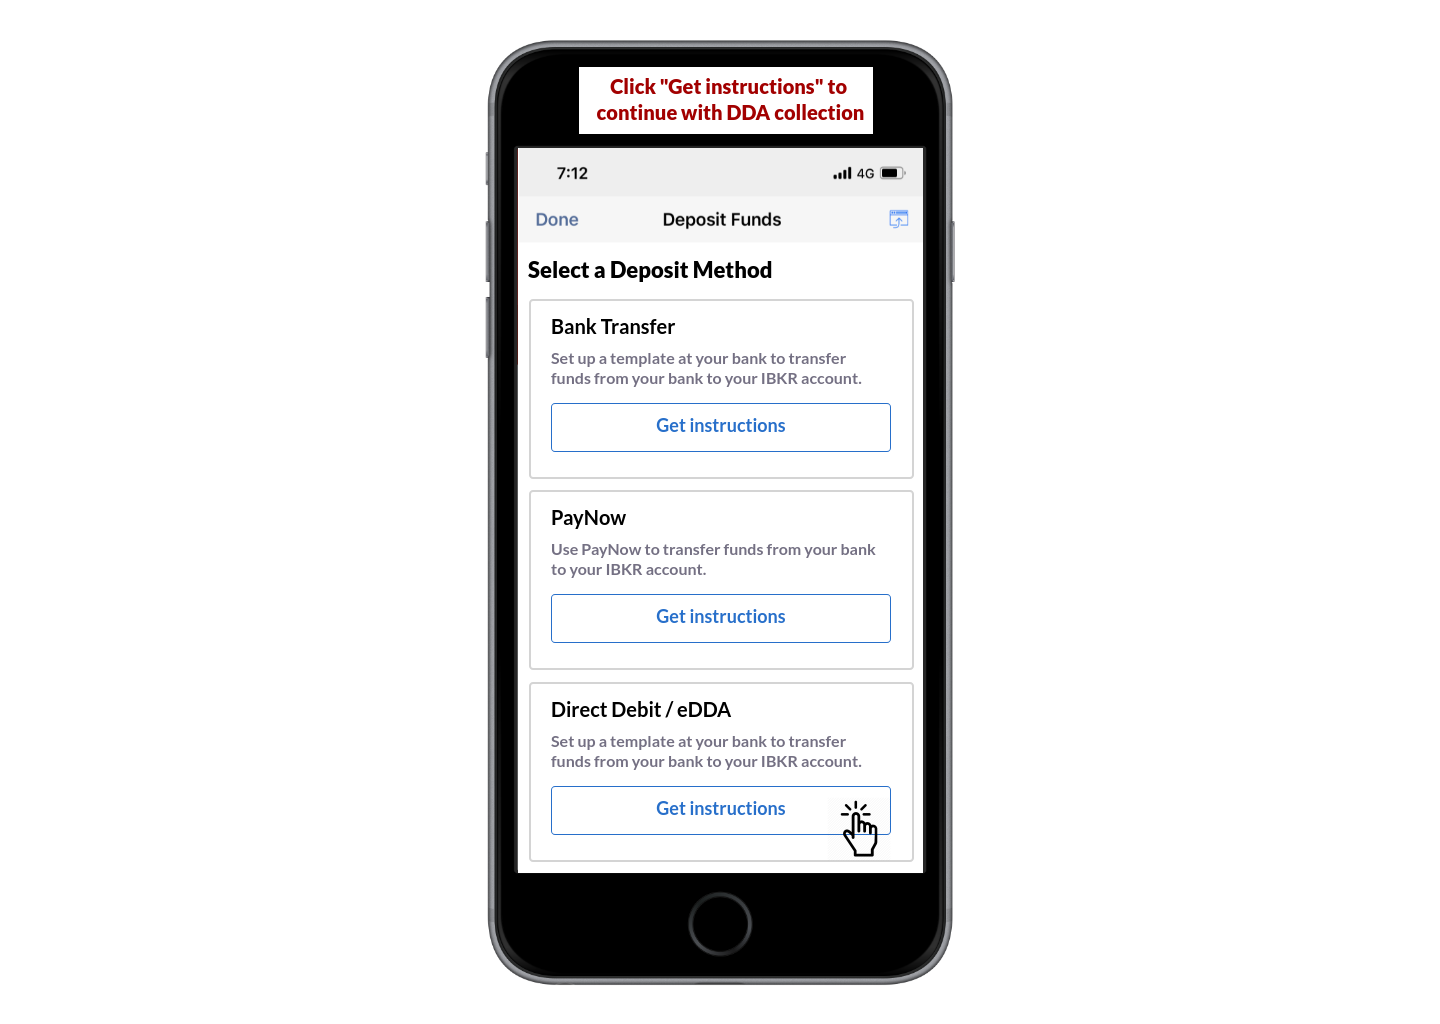 Click "Get instructions" to
continue with DDA collection
7:12
4G
Done
Deposit Funds
Select a Deposit Method
Bank Transfer
Set up a template at your bank to transfer
funds from your bank to your IBKR account.
Get instructions
PayNow
Use PayNow to transfer funds from your bank
to your IBKR account.
Get instructions
Direct Debit / eDDA
Set up a template at your bank to transfer
funds from your bank to your IBKR account.
Get instructions